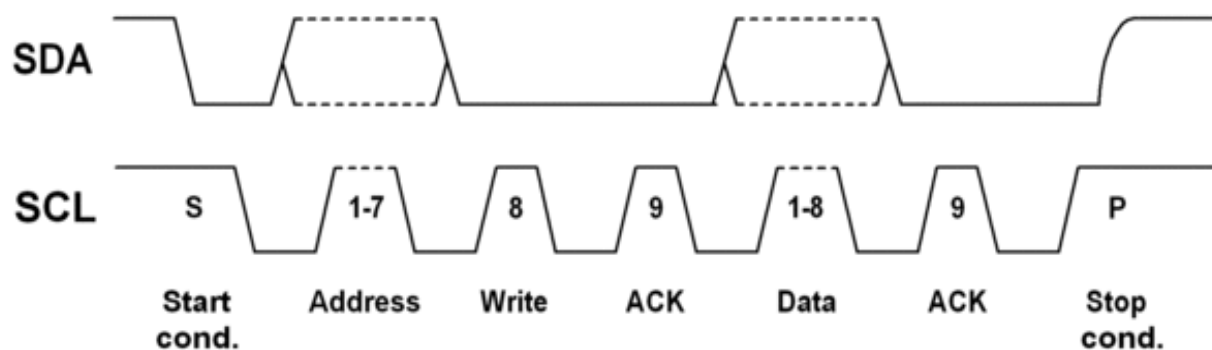 SDA
SCL
S 1-7 8 9 1-8 9 P
Start Address Write ACK Data ACK Stop
cond. cond.